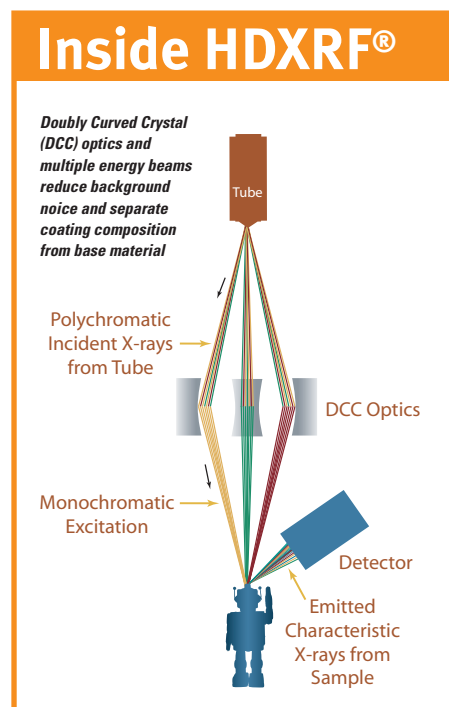 Inside HDXRF®
Doubly Curved Crystal
(DCC) optics and
multiple energy beams
reduce background
noice and separate
coating composition
from base material
Tube
Polychromatic
Incident X-rays
from Tube
DCC Optics
Monochromatic
Excitation
Detector
Emitted
Characteristic
X-rays from
Sample